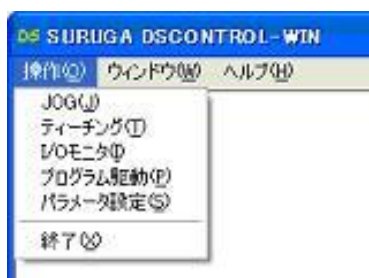 DS SURUGA DSCONTROL-WIN
操作(O) ウィンドウ(W) ヘルプ(H)
JOG(J)
ティーチング(T)
I/Oモニタ(I)
プログラム駆動(P)
パラメータ設定(S)
終了(X)